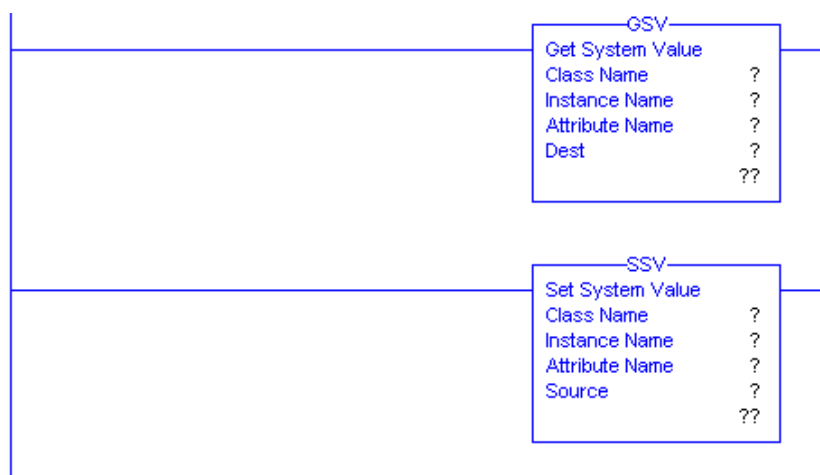 GSV
Get System Value
Class Name ?
Instance Name ?
Attribute Name ?
Dest ?
??
SSV
Set System Value
Class Name ?
Instance Name ?
Attribute Name ?
Source ?
??